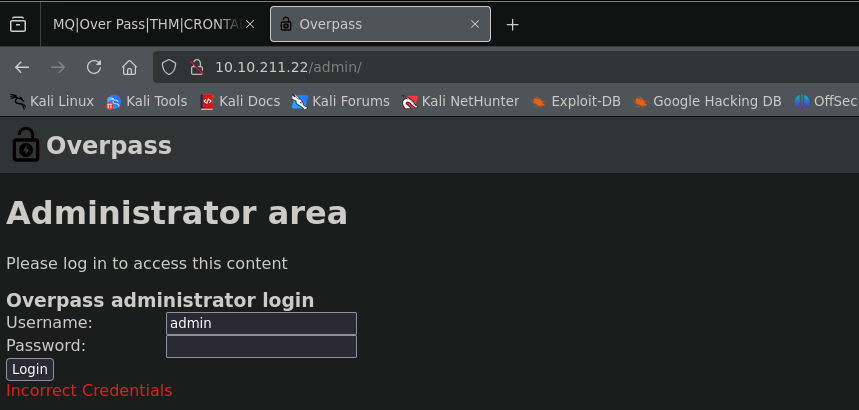 MQ|Over Pass|THM|CRONTA
Overpass
10.10.211.22/admin/
Kali Linux Kali Tools Kali Docs Kali Forums Kali NetHunter Exploit-DB Google Hacking DB OffSec
Overpass
Administrator area
Please log in to access this content
Overpass administrator login
Username: admin
Password:
Login
Incorrect Credentials